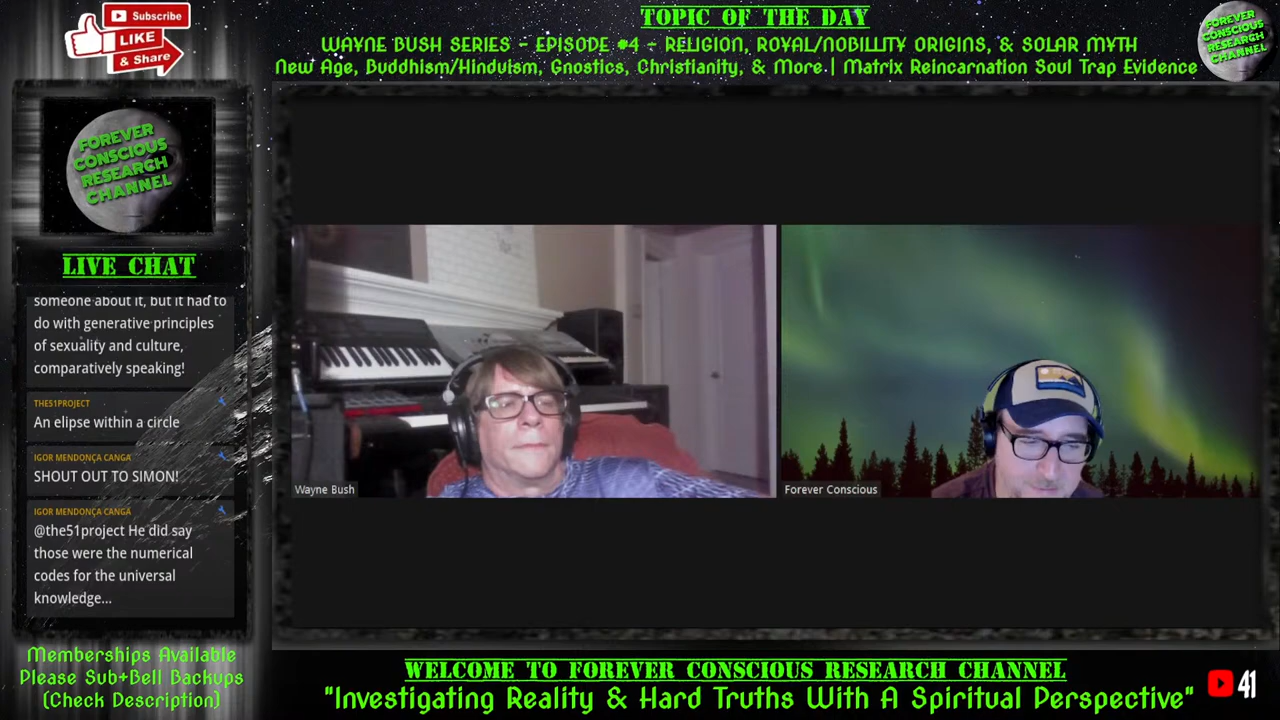 Subscribe
LIKE
& Share
TOPIC OF THE DAY
WAYNE BUSH SERIES - EPISODE #4 - RELIGION, ROYAL/NOBILLITY ORIGINS, & SOLAR MYTH
New Age, Buddhism/Hinduism, Gnostics, Christianity, & More | Matrix Reincarnation Soul Trap Evidence
FOREVER
CONSCIOUS
RESEARCH
CHANNEL
FOREVER
CONSCIOUS
RESEARCH
CHANNEL
LIVE CHAT
someone about it, but it had to
do with generative principles
of sexuality and culture,
comparatively speaking!
THE51PROJECT
An elipse within a circle
IGOR MENDONÇA CANGA
SHOUT OUT TO SIMON!
IGOR MENDONÇA CANGA
@the51project He did say
those were the numerical
codes for the universal
knowledge...
Wayne Bush
Forever Conscious
Memberships Available
Please Sub+Bell Backups
(Check Description)
WELCOME TO FOREVER CONSCIOUS RESEARCH CHANNEL
"Investigating Reality & Hard Truths With A Spiritual Perspective"
41